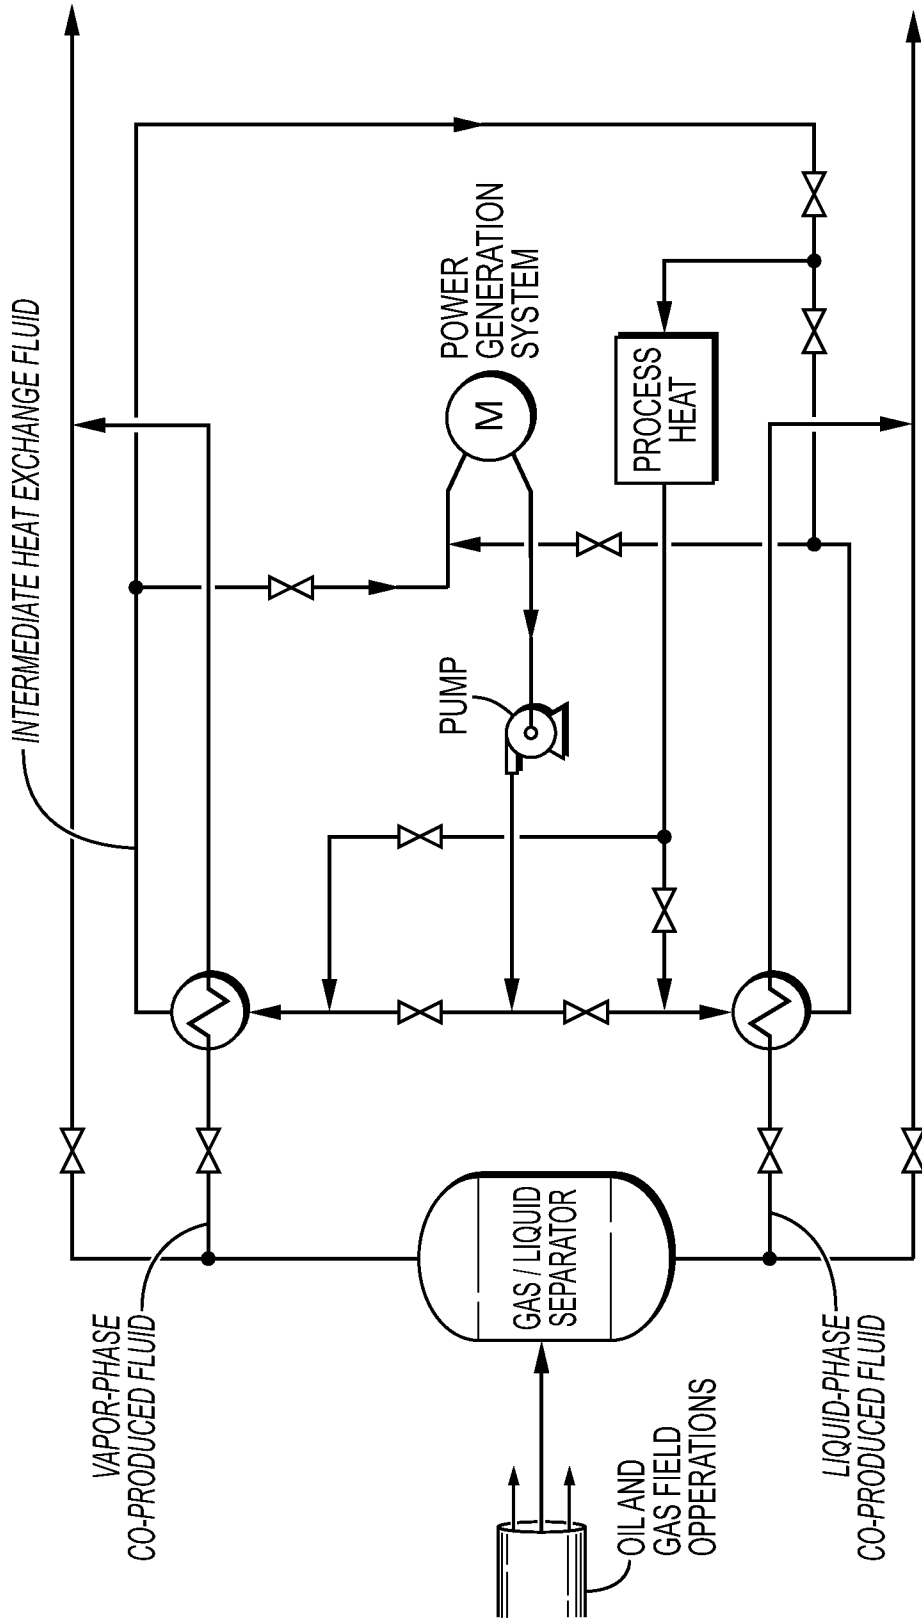 INTERMEDIATE HEAT EXCHANGE FLUID
POWER
GENERATION
SYSTEM
M
PROCESS
HEAT
PUMP
VAPOR-PHASE
CO-PRODUCED FLUID
GAS / LIQUID
SEPARATOR
LIQUID-PHASE
CO-PRODUCED FLUID
OIL AND
GAS FIELD
OPPERATIONS